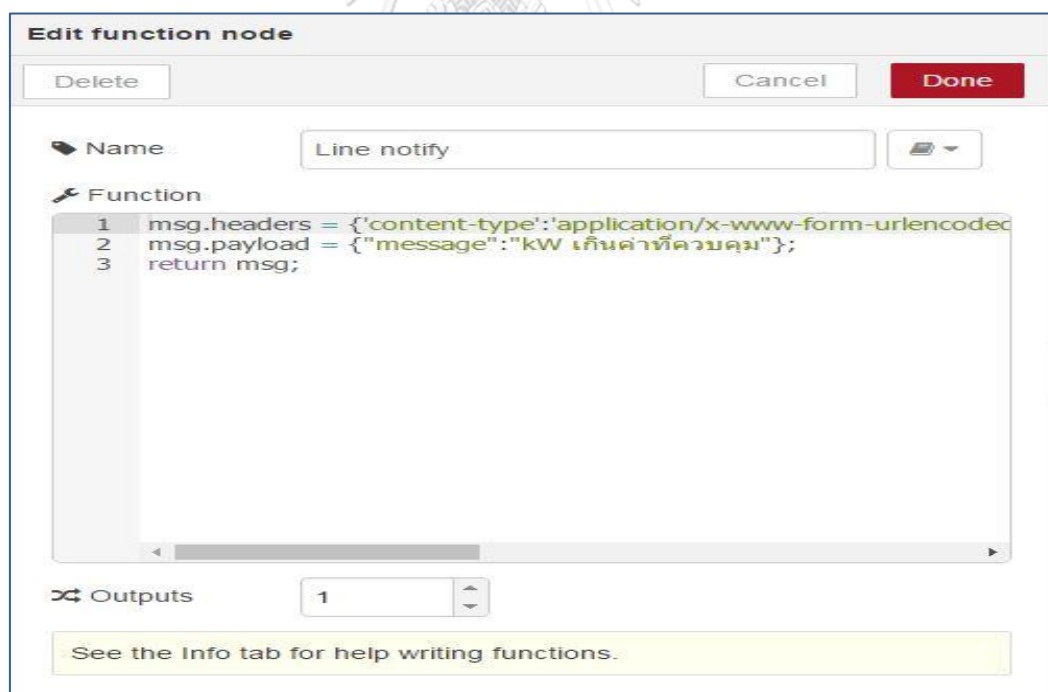 Edit function node
Delete Cancel Done
Name Line notify
Function
1 msg.headers = {'content-type':'application/x-www-form-urlencoded
2 msg.payload = {"message":"kW เกินค่าที่ควบคุม"};
3 return msg;
Outputs 1
See the Info tab for help writing functions.